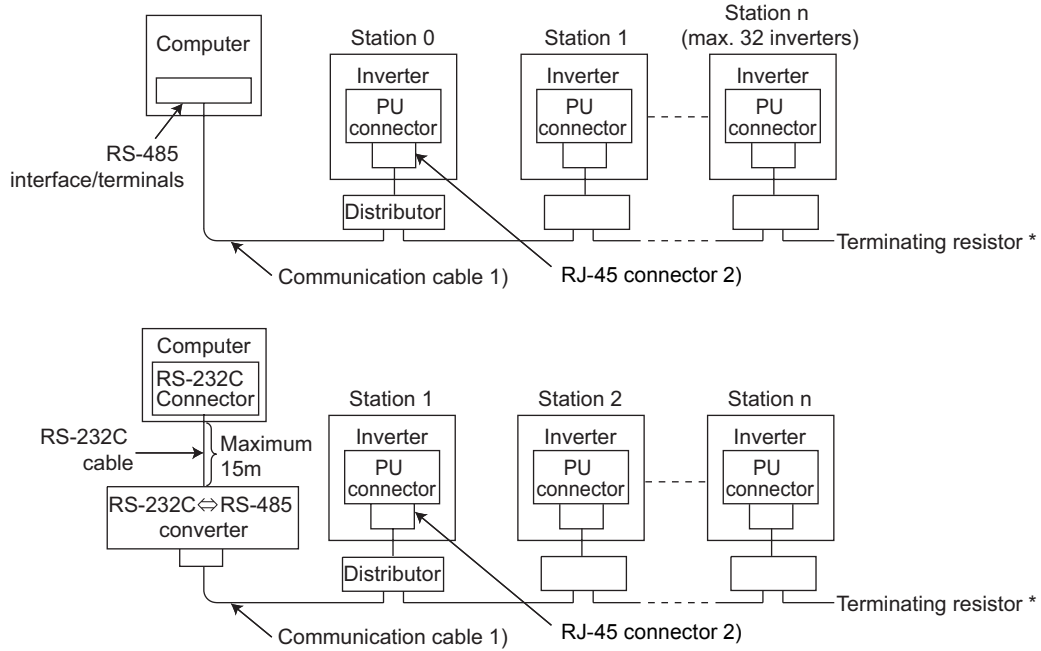 Computer
RS-485
interface/terminals
Station 0
Inverter
PU
connector
Distributor
Station 1
Inverter
PU
connector
Station n
(max. 32 inverters)
Inverter
PU
connector
Terminating resistor *
Communication cable 1)
RJ-45 connector 2)
Computer
RS-232C
Connector
RS-232C
cable
Maximum
15m
RS-232C⇔RS-485
converter
Station 1
Inverter
PU
connector
Distributor
Station 2
Inverter
PU
connector
Station n
Inverter
PU
connector
Terminating resistor *
Communication cable 1)
RJ-45 connector 2)